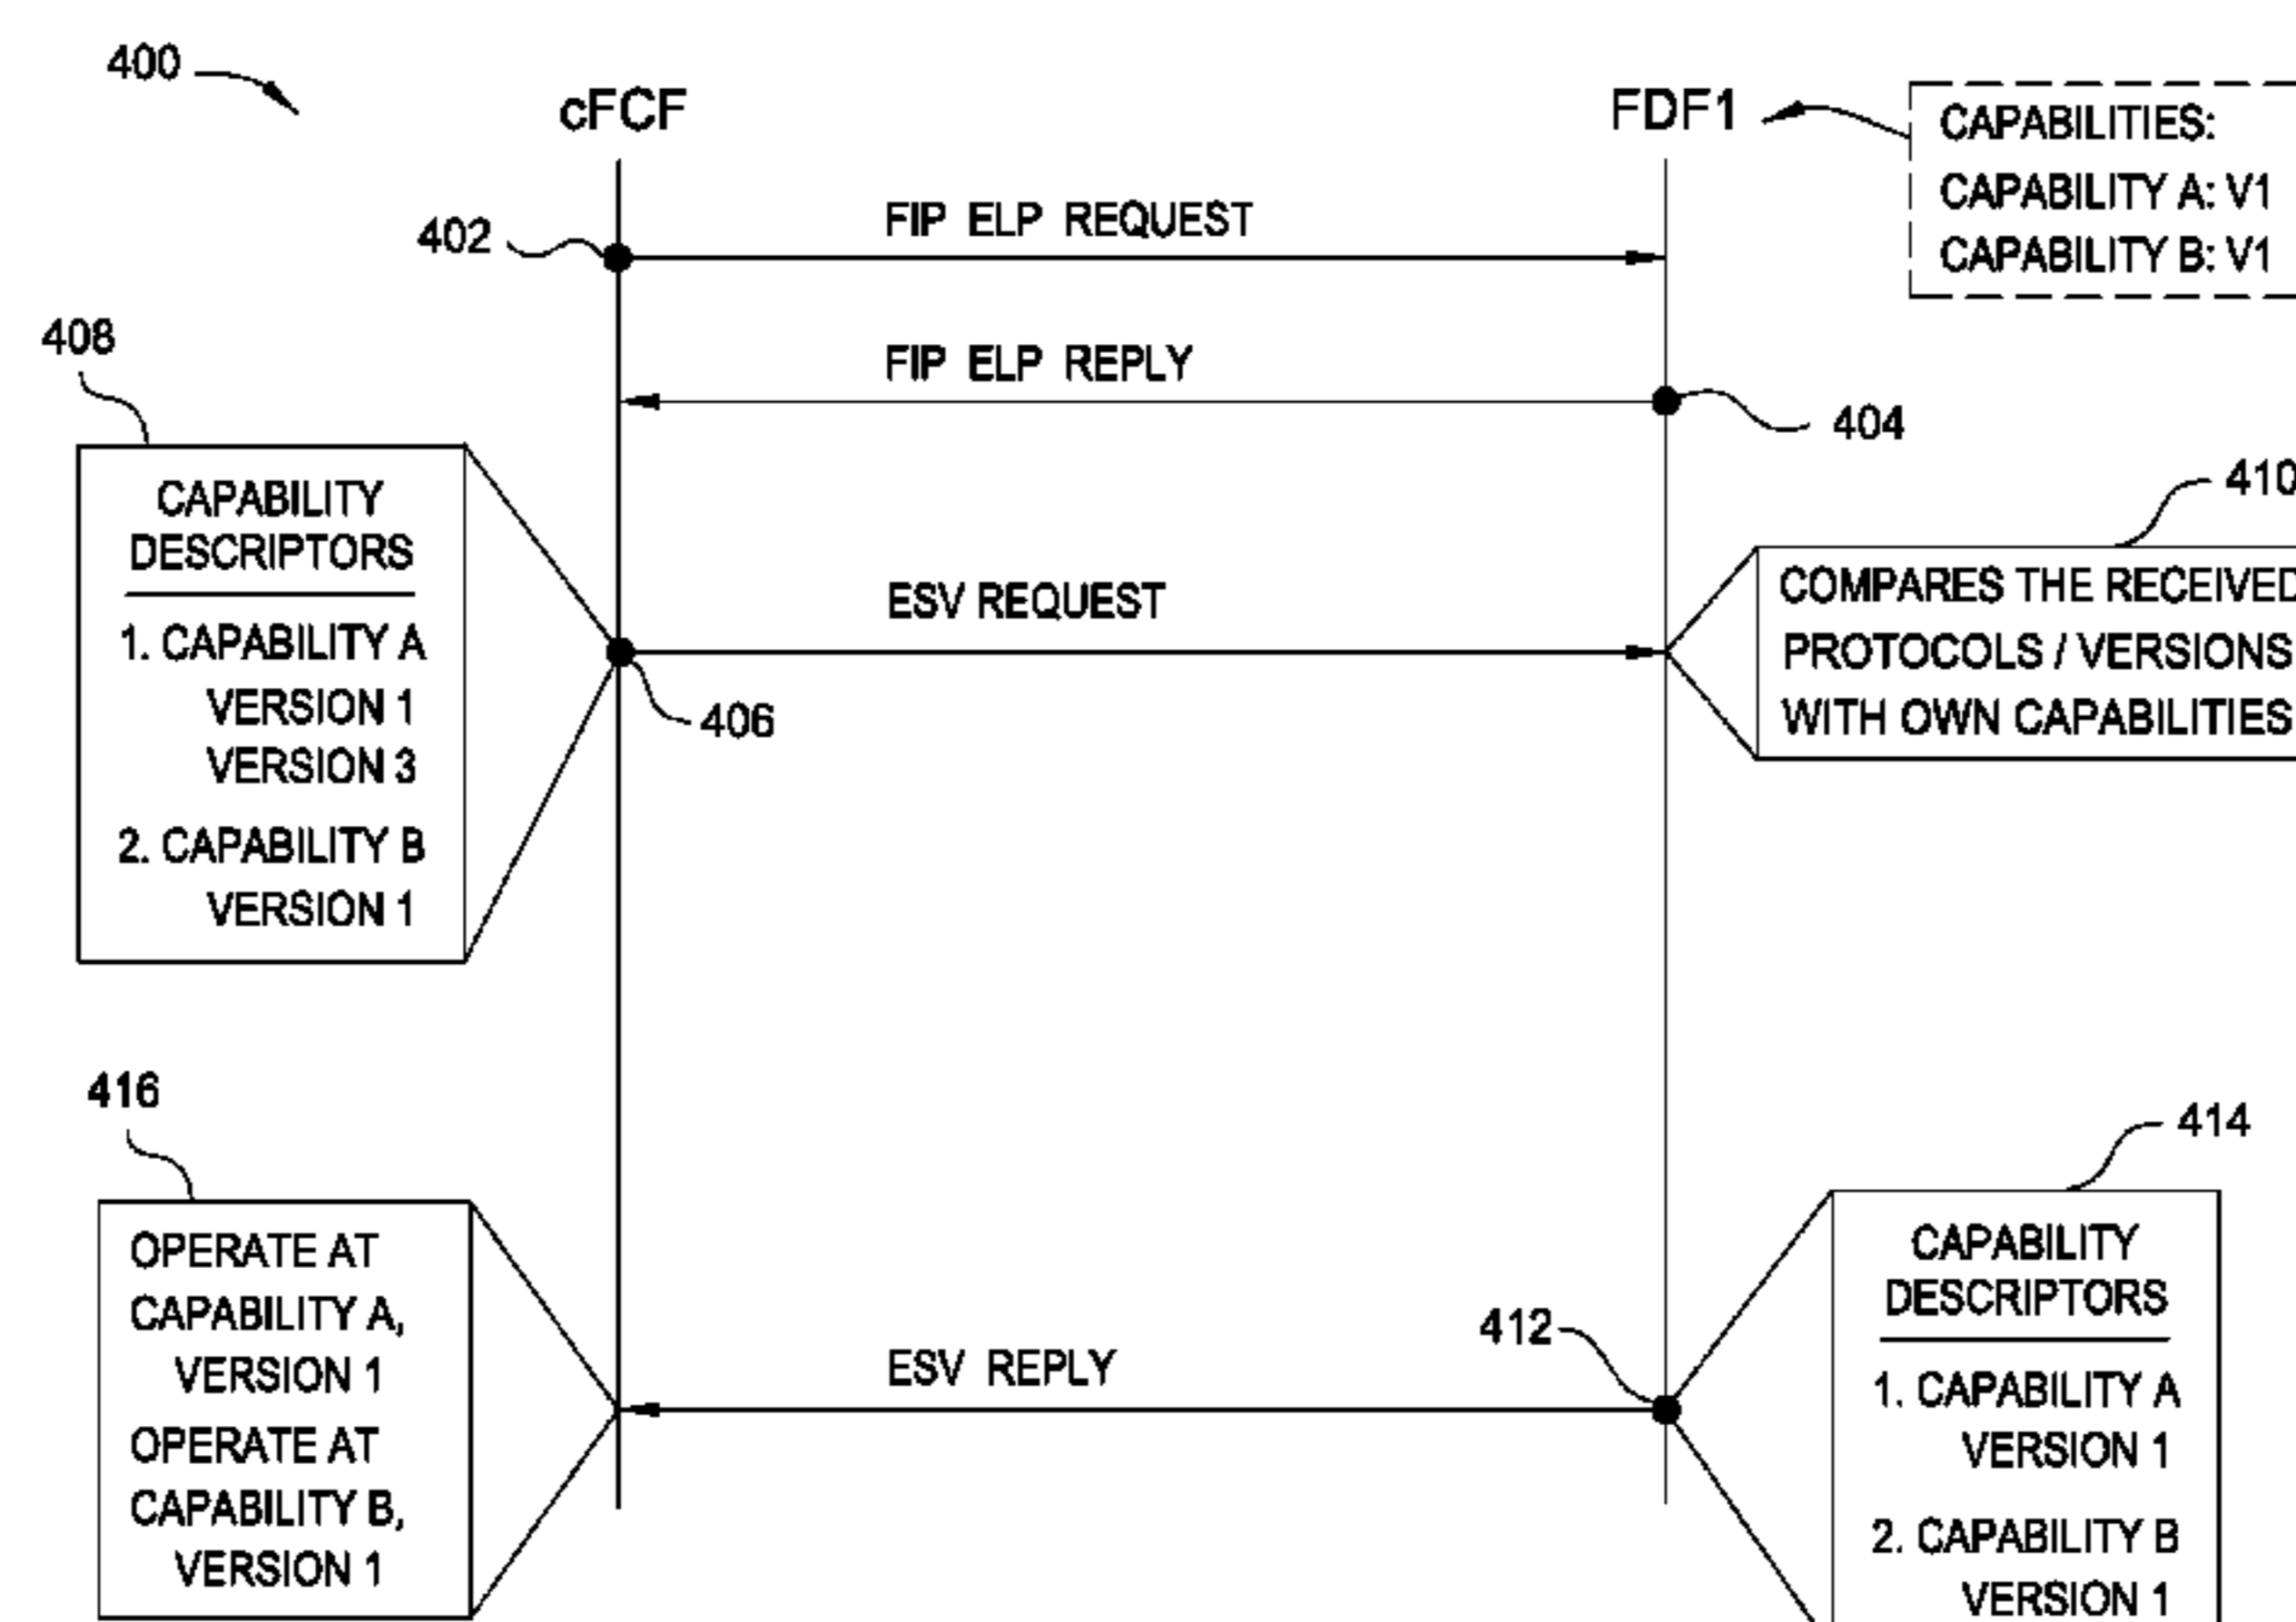 400
cFCF
FDF1
CAPABILITIES:
CAPABILITY A: V1
CAPABILITY B: V1
402
FIP ELP REQUEST
408
FIP ELP REPLY
404
410
CAPABILITY
DESCRIPTORS
1. CAPABILITY A
VERSION 1
VERSION 3
2. CAPABILITY B
VERSION 1
ESV REQUEST
406
COMPARES THE RECEIVED
PROTOCOLS / VERSIONS
WITH OWN CAPABILITIES
416
414
OPERATE AT
CAPABILITY A,
VERSION 1
OPERATE AT
CAPABILITY B,
VERSION 1
ESV REPLY
412
CAPABILITY
DESCRIPTORS
1. CAPABILITY A
VERSION 1
2. CAPABILITY B
VERSION 1